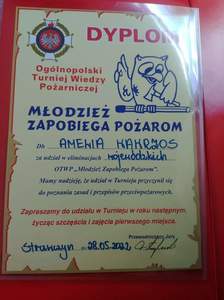 DYPLOM
Ogólnopolski
Turniej Wiedzy
Pożarniczej
MŁODZIEŻ
ZAPOBIEGA POŻAROM
Dla AMELIA
za udział w eliminacjach wojewódzkich
OTWP „Młodzież Zapobiega Pożarom”.
Mamy nadzieję, że udział w Turnieju przyczynił się
do poznania zasad i przepisów przeciwpożarowych.
Zapraszamy do udziału w Turnieju w roku następnym,
życząc szczęścia i zajęcia pierwszego miejsca.
Przewodniczący Jury
28.05.2022